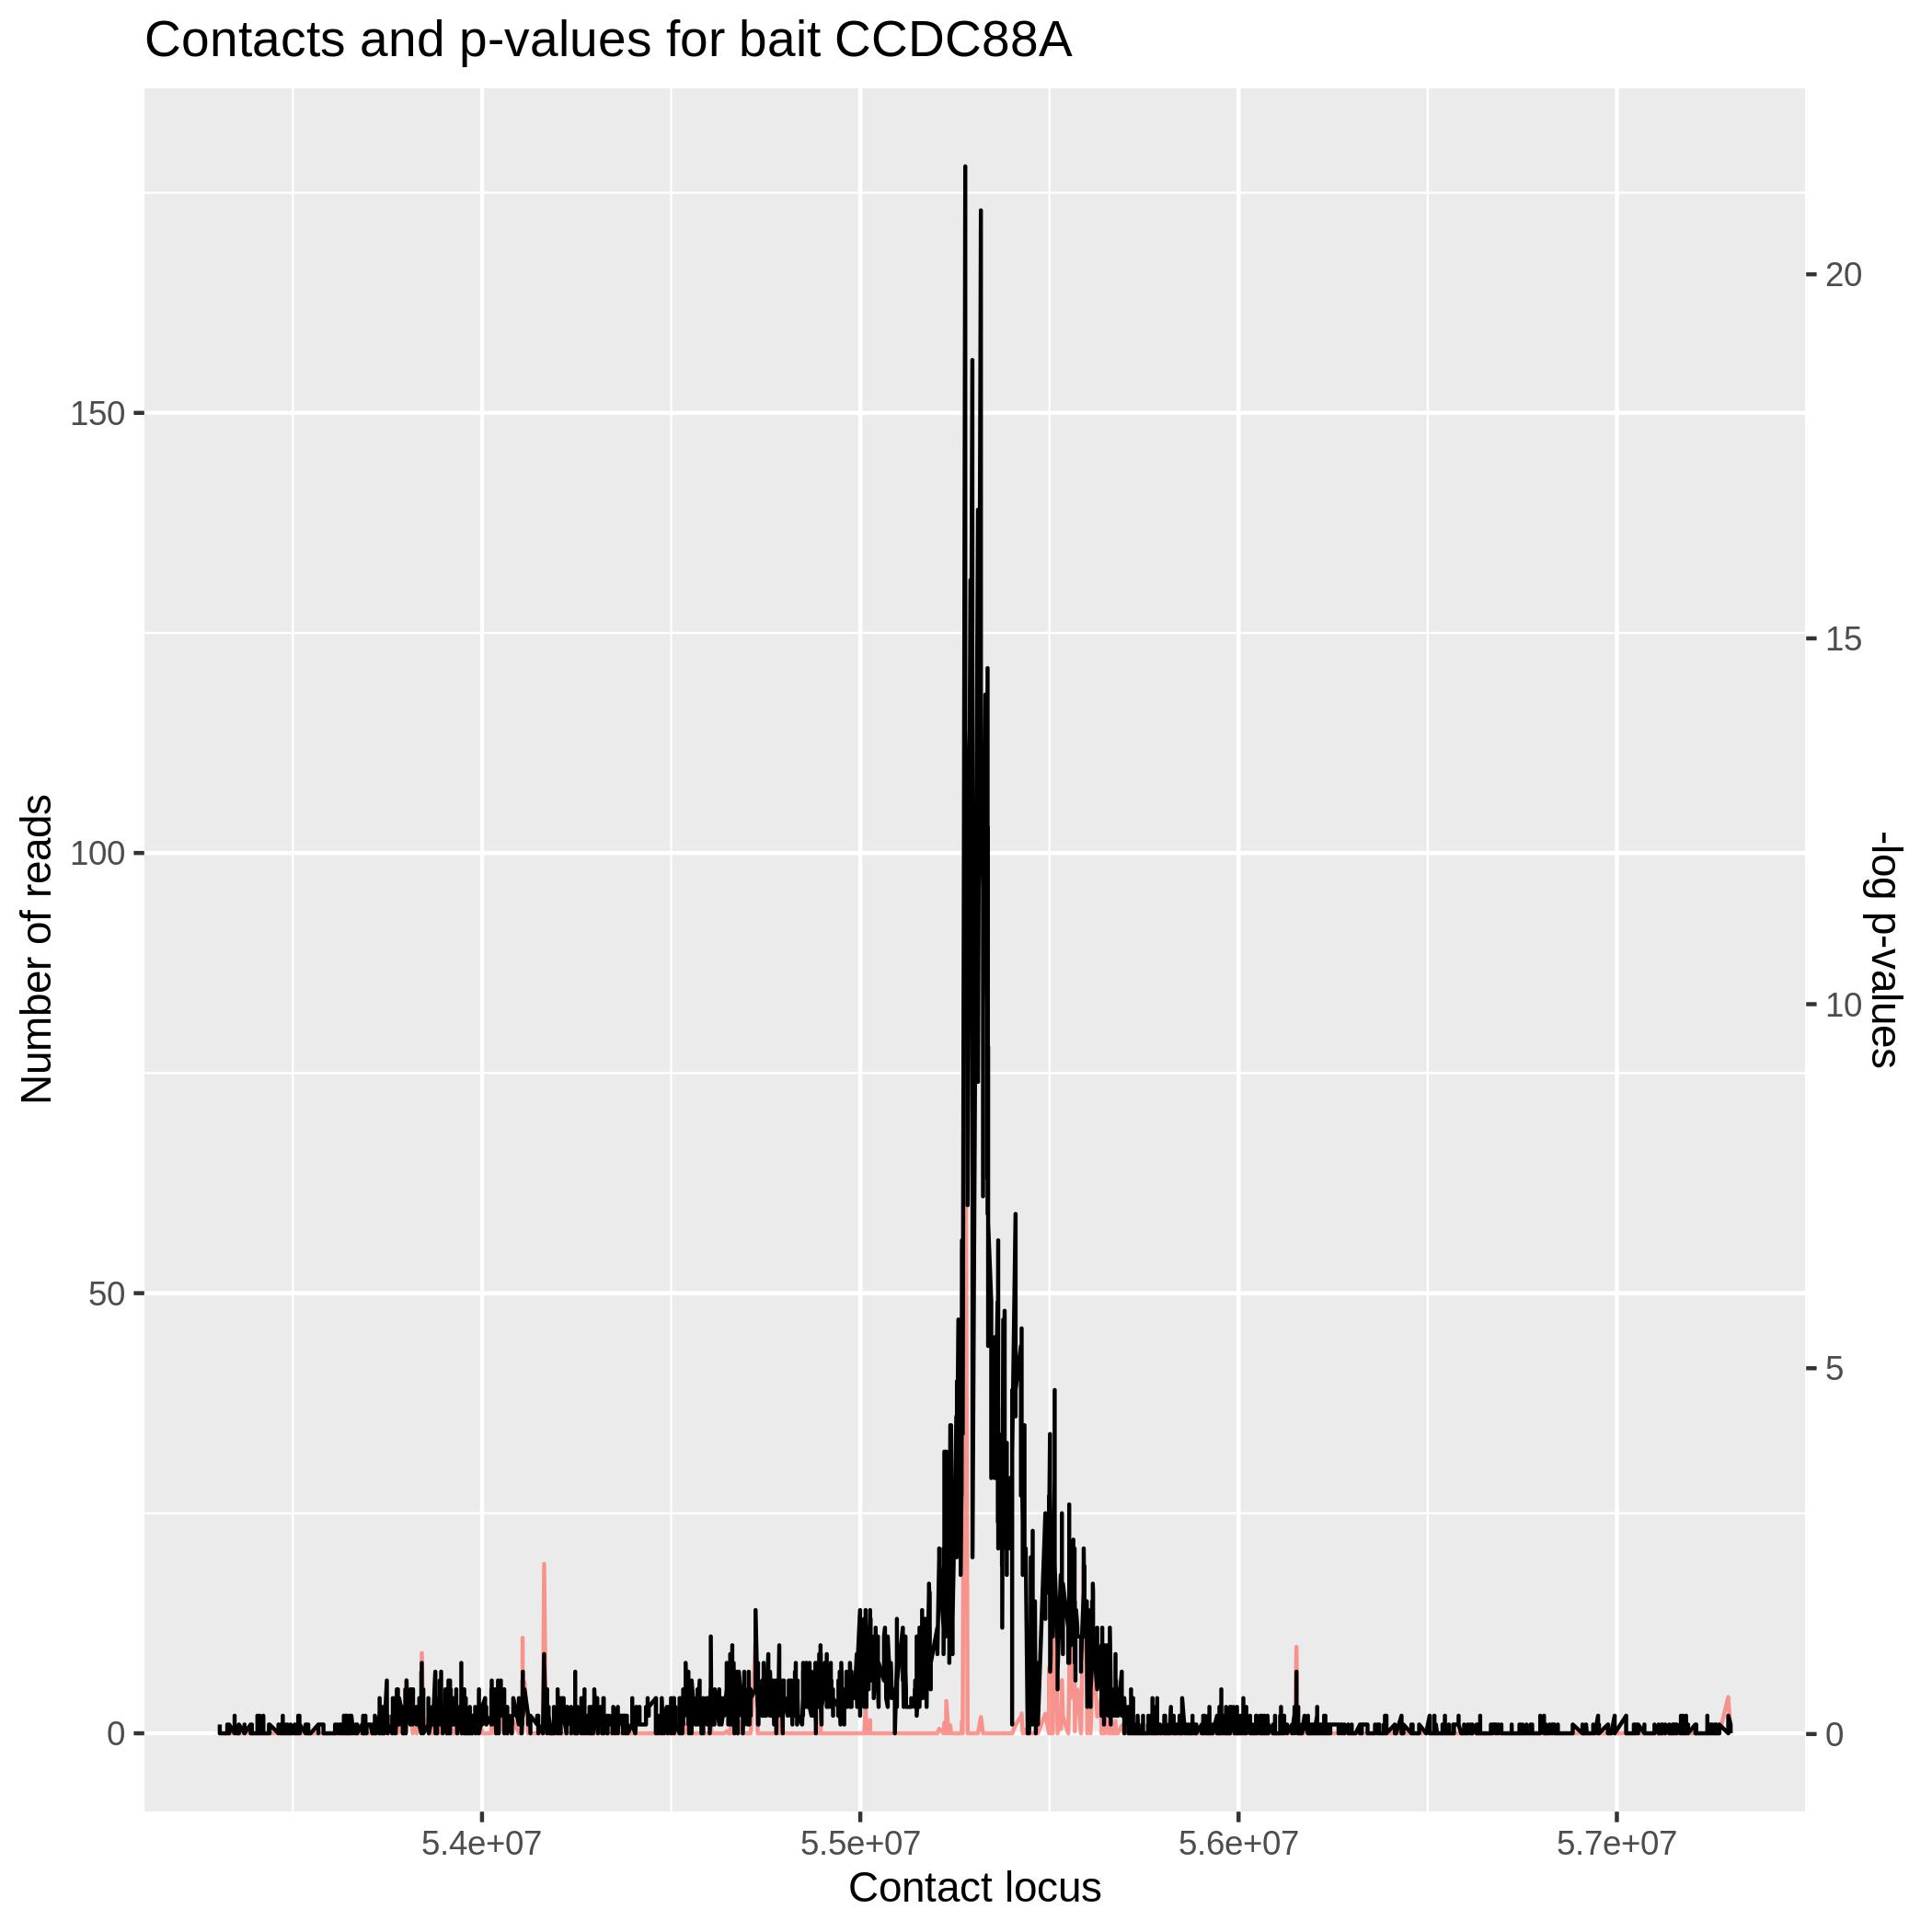 Contacts and p-values for bait CCDC88A
Number of reads
150
100
50
0
20
15
10
5
0
-log p-values
5.4e+07
5.5e+07
5.6e+07
5.7e+07
Contact locus